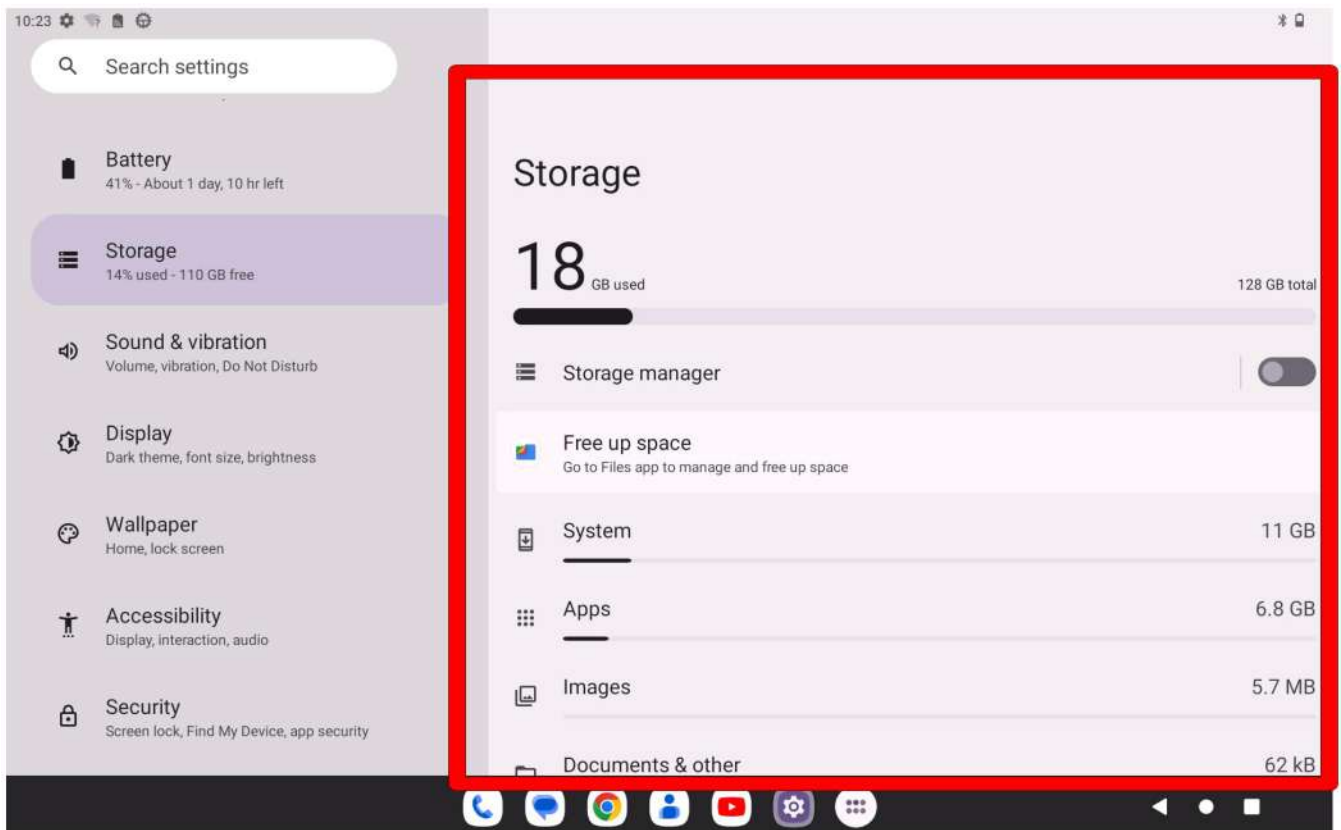 10:23
Search settings
Battery
41% - About 1 day, 10 hr left
Storage
14% used - 110 GB free
Sound & vibration
Volume, vibration, Do Not Disturb
Display
Dark theme, font size, brightness
Wallpaper
Home, lock screen
Accessibility
Display, interaction, audio
Security
Screen lock, Find My Device, app security
Storage
18 GB used 128 GB total
Storage manager
Free up space
Go to Files app to manage and free up space
System 11 GB
Apps 6.8 GB
Images 5.7 MB
Documents & other 62 kB